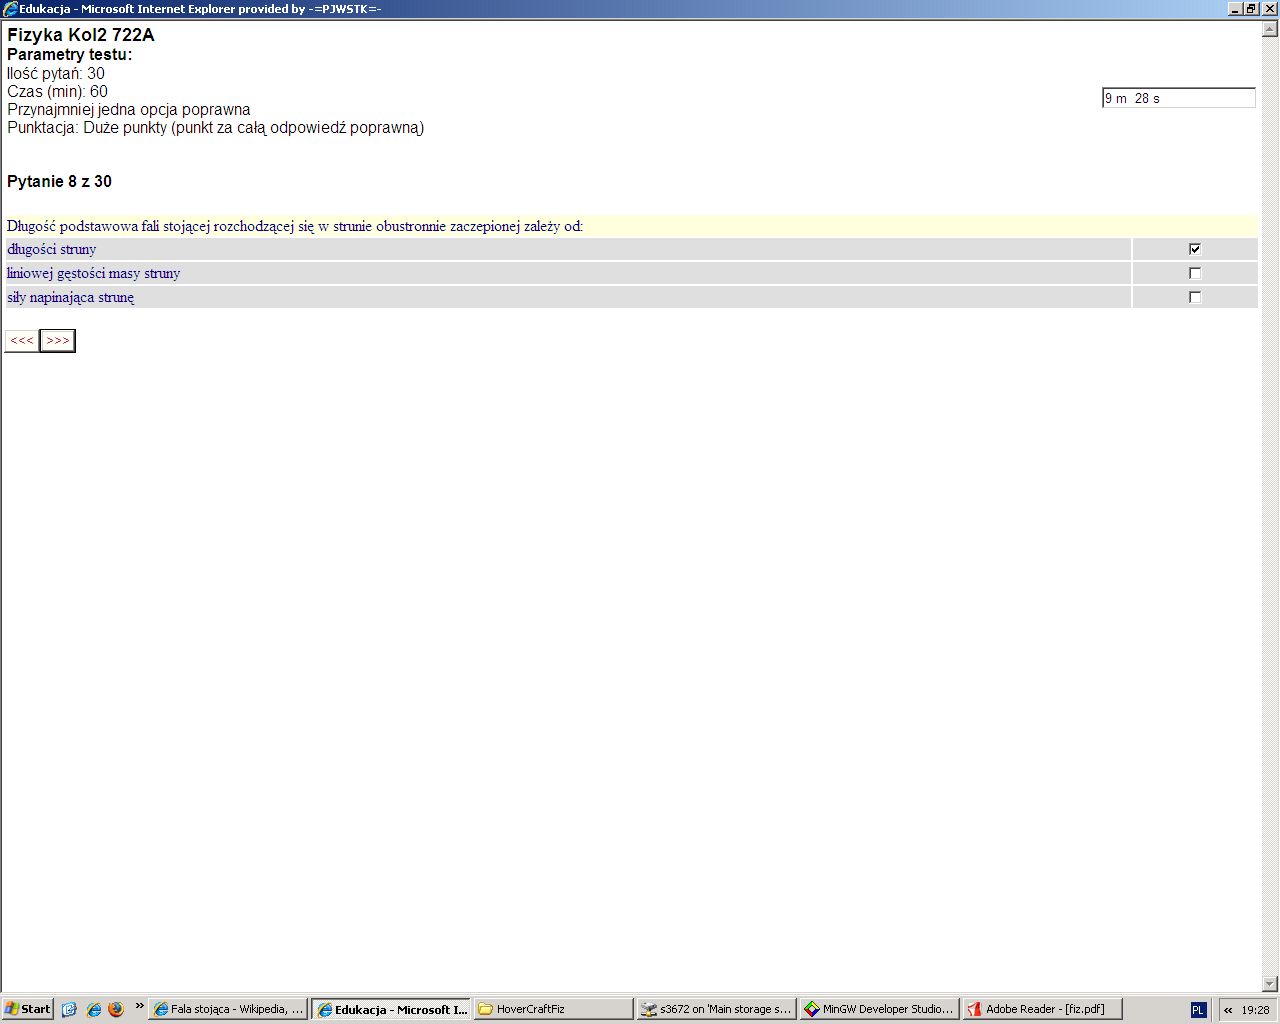 Edukacja - Microsoft Internet Explorer provided by -=PJWSTK=-
Fizyka Kol2 722A
Parametry testu:
Ilość pytań: 30
Czas (min): 60
9 m 28 s
Przynajmniej jedna opcja poprawna
Punktacja: Duże punkty (punkt za całą odpowiedź poprawną)
Pytanie 8 z 30
Długość podstawowa fali stojącej rozchodzącej się w strunie obustronnie zaczepionej zależy od:
długości struny
liniowej gęstości masy struny
siły napinająca strunę
<<< >>>
Start » Fala stojąca - Wikipedia, ... Edukacja - Microsoft I... HoverCraftFiz s3672 on 'Main storage s... MinGW Developer Studio... Adobe Reader - [fiz.pdf] PL « 19:28